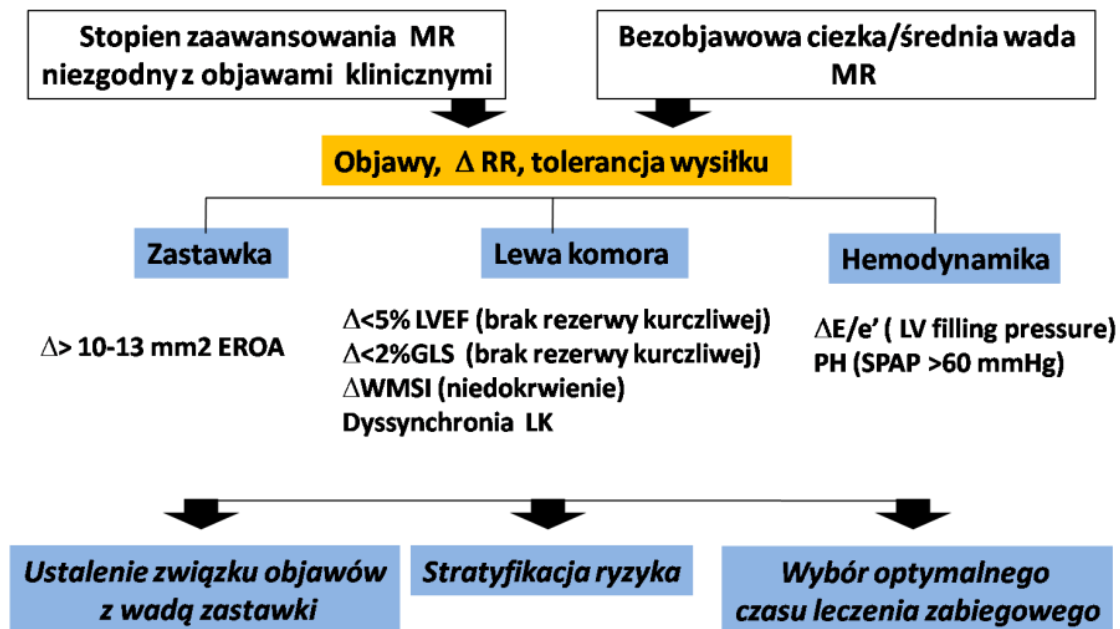 Stopien zaawansowania MR
niezgodny z objawami klinicznymi
Bezobjawowa ciezka/średnia wada
MR
Objawy, Δ RR, tolerancja wysiłku
Zastawka
Δ> 10-13 mm2 EROA
Lewa komora
Δ<5% LVEF (brak rezerwy kurczliwej)
Δ<2%GLS (brak rezerwy kurczliwej)
ΔWMSI (niedokrwienie)
Dyssynchronia LK
Hemodynamika
ΔE/e’ ( LV filling pressure)
PH (SPAP >60 mmHg)
Ustalenie związku objawów
z wadą zastawki
Stratyfikacja ryzyka
Wybór optymalnego
czasu leczenia zabiegowego